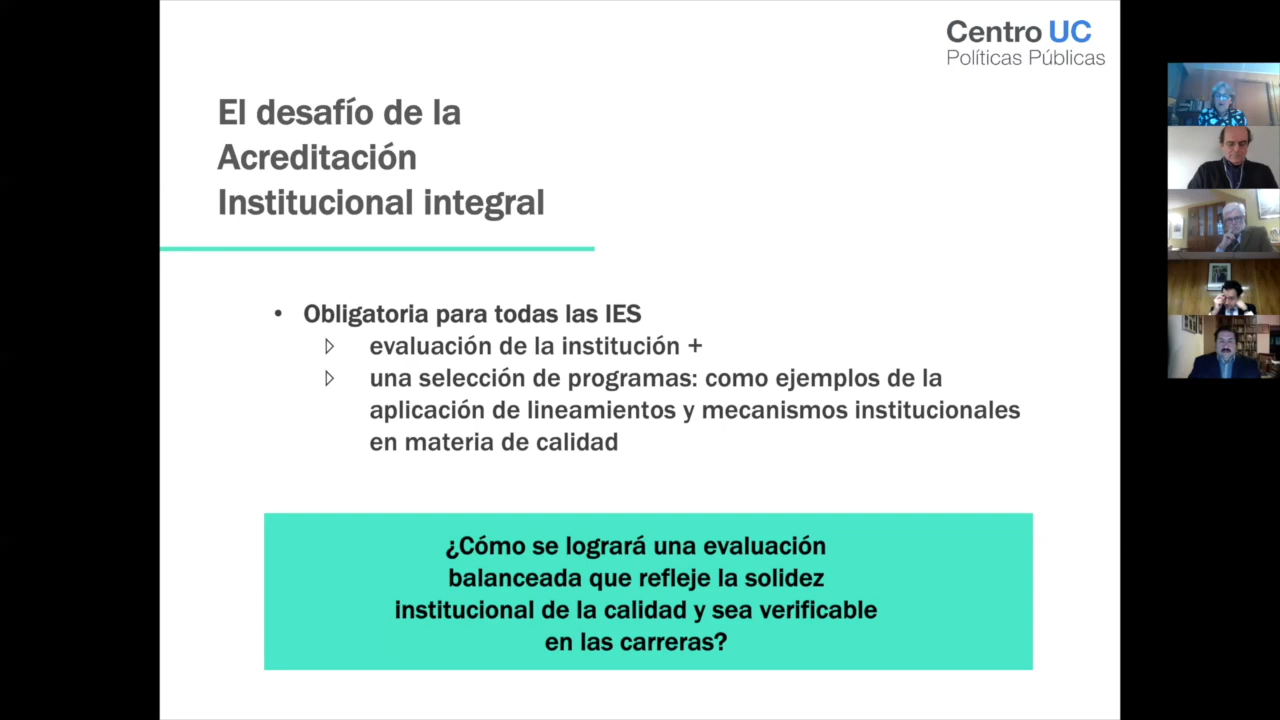 Centro UC
Políticas Públicas
El desafío de la
Acreditación
Institucional integral
• Obligatoria para todas las IES
▷ evaluación de la institución +
▷ una selección de programas: como ejemplos de la
aplicación de lineamientos y mecanismos institucionales
en materia de calidad
¿Cómo se logrará una evaluación
balanceada que refleje la solidez
institucional de la calidad y sea verificable
en las carreras?